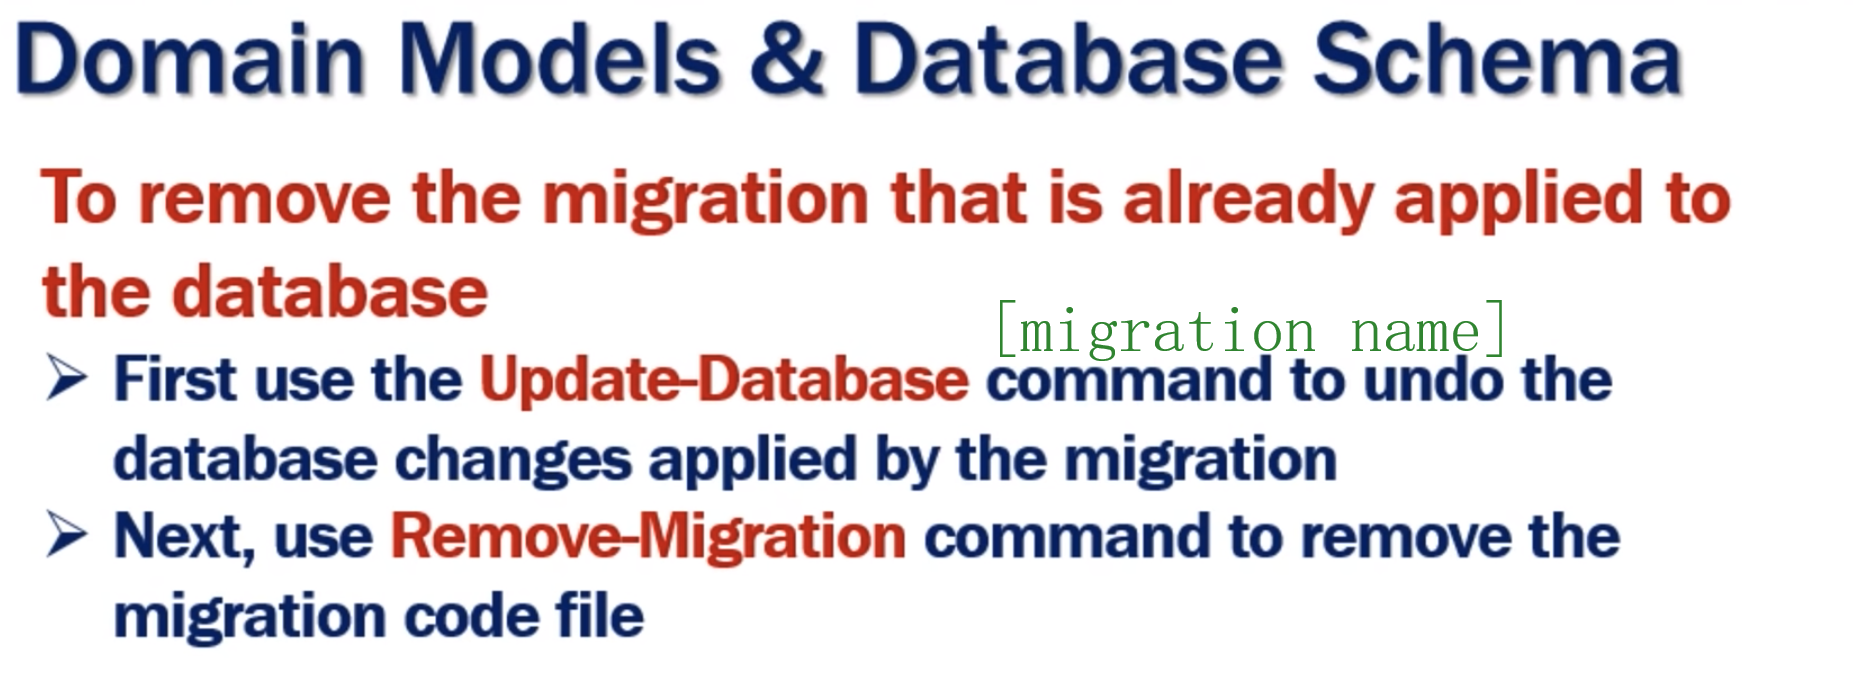 Domain Models & Database Schema
To remove the migration that is already applied to
the database
[migration name]
➢ First use the Update-Database command to undo the
database changes applied by the migration
➢ Next, use Remove-Migration command to remove the
migration code file